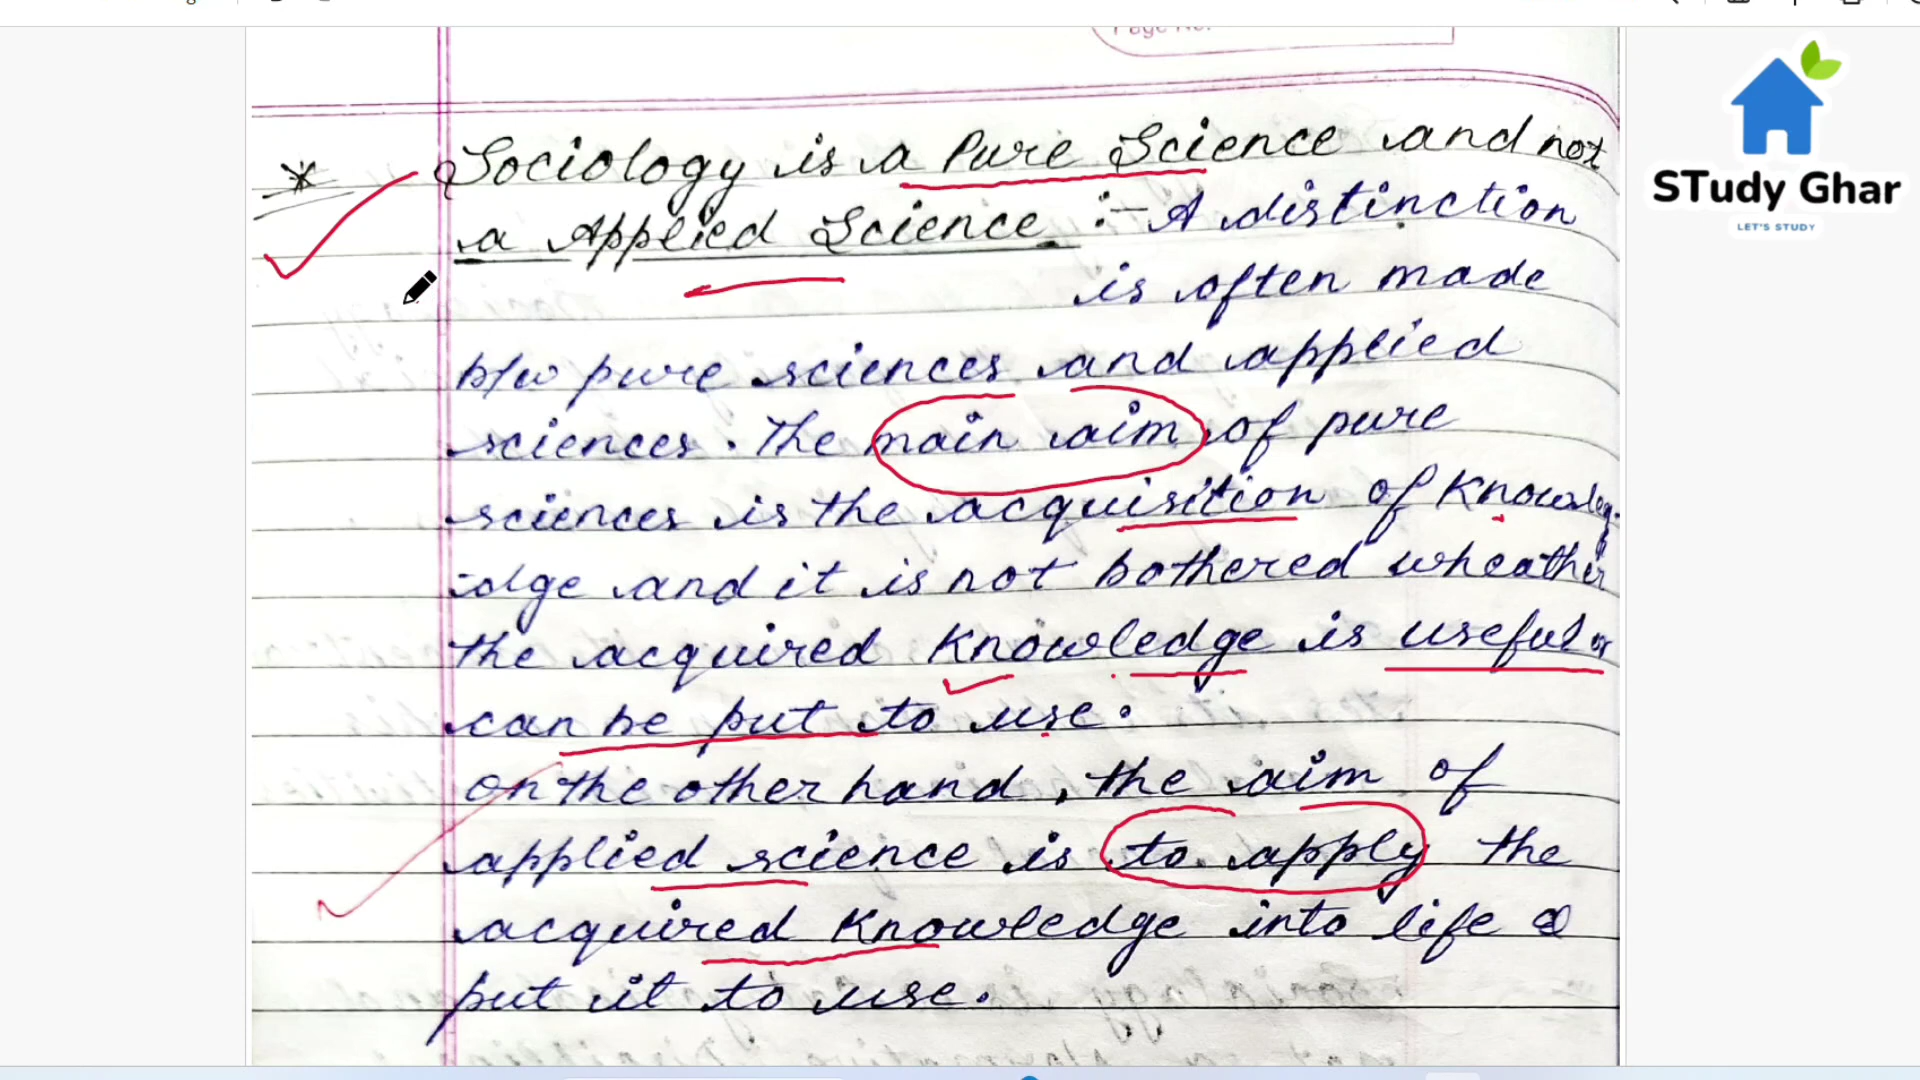 Sociology is a Pure Science and not
a Applied Science :- A distinction
is often made
b/w pure sciences and applied
sciences. The main aim of pure
sciences is the acquisition of Knowleq-
-dge and it is not bothered wheather
the acquired Knowledge is useful or
can be put to use.
on the other hand, the aim of
applied science is to apply the
acquired Knowledge into life &
put it to use.
STudy Ghar
LET'S STUDY